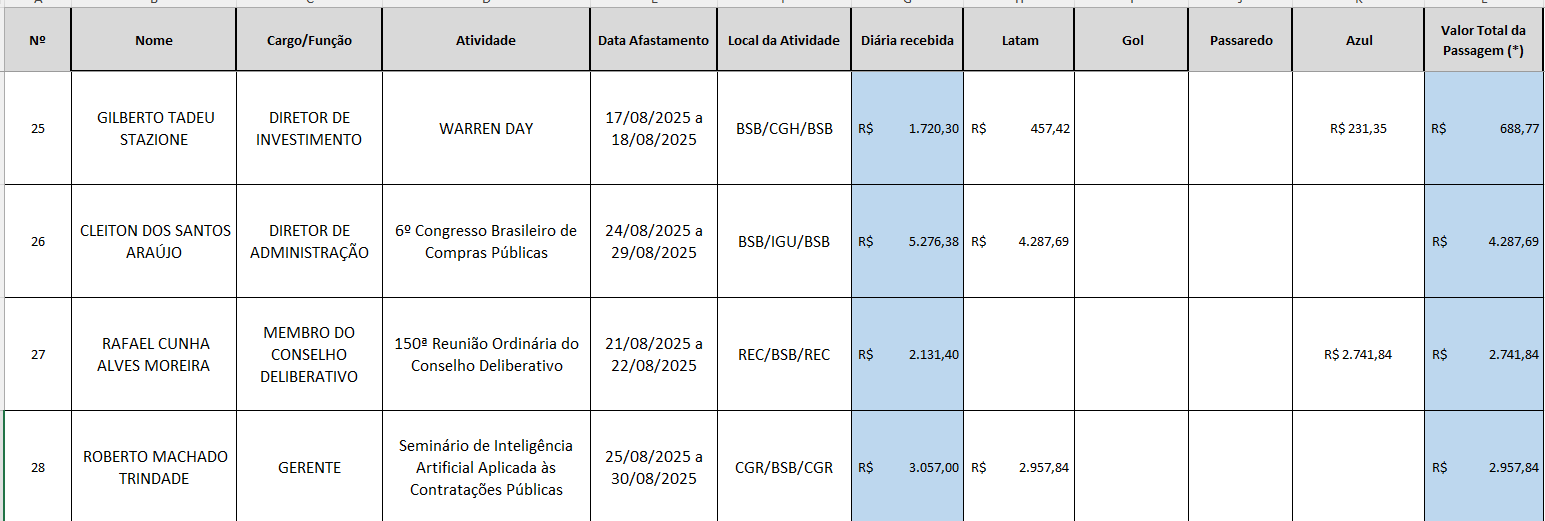 Nº Nome Cargo/Função Atividade Data Afastamento Local da Atividade Diária recebida Latam Gol Passaredo Azul Valor Total da
Passagem (*)
25 GILBERTO TADEU
STAZIONE DIRETOR DE
INVESTIMENTO WARREN DAY 17/08/2025 a
18/08/2025 BSB/CGH/BSB R$ 1.720,30 R$ 457,42 R$ 231,35 R$ 688,77
26 CLEITON DOS SANTOS
ARAÚJO DIRETOR DE
ADMINISTRAÇÃO 6º Congresso Brasileiro de
Compras Públicas 24/08/2025 a
29/08/2025 BSB/IGU/BSB R$ 5.276,38 R$ 4.287,69 R$ 4.287,69
27 RAFAEL CUNHA
ALVES MOREIRA MEMBRO DO
CONSELHO
DELIBERATIVO 150ª Reunião Ordinária do
Conselho Deliberativo 21/08/2025 a
22/08/2025 REC/BSB/REC R$ 2.131,40 R$ 2.741,84 R$ 2.741,84
28 ROBERTO MACHADO
TRINDADE GERENTE Seminário de Inteligência
Artificial Aplicada às
Contratações Públicas 25/08/2025 a
30/08/2025 CGR/BSB/CGR R$ 3.057,00 R$ 2.957,84 R$ 2.957,84